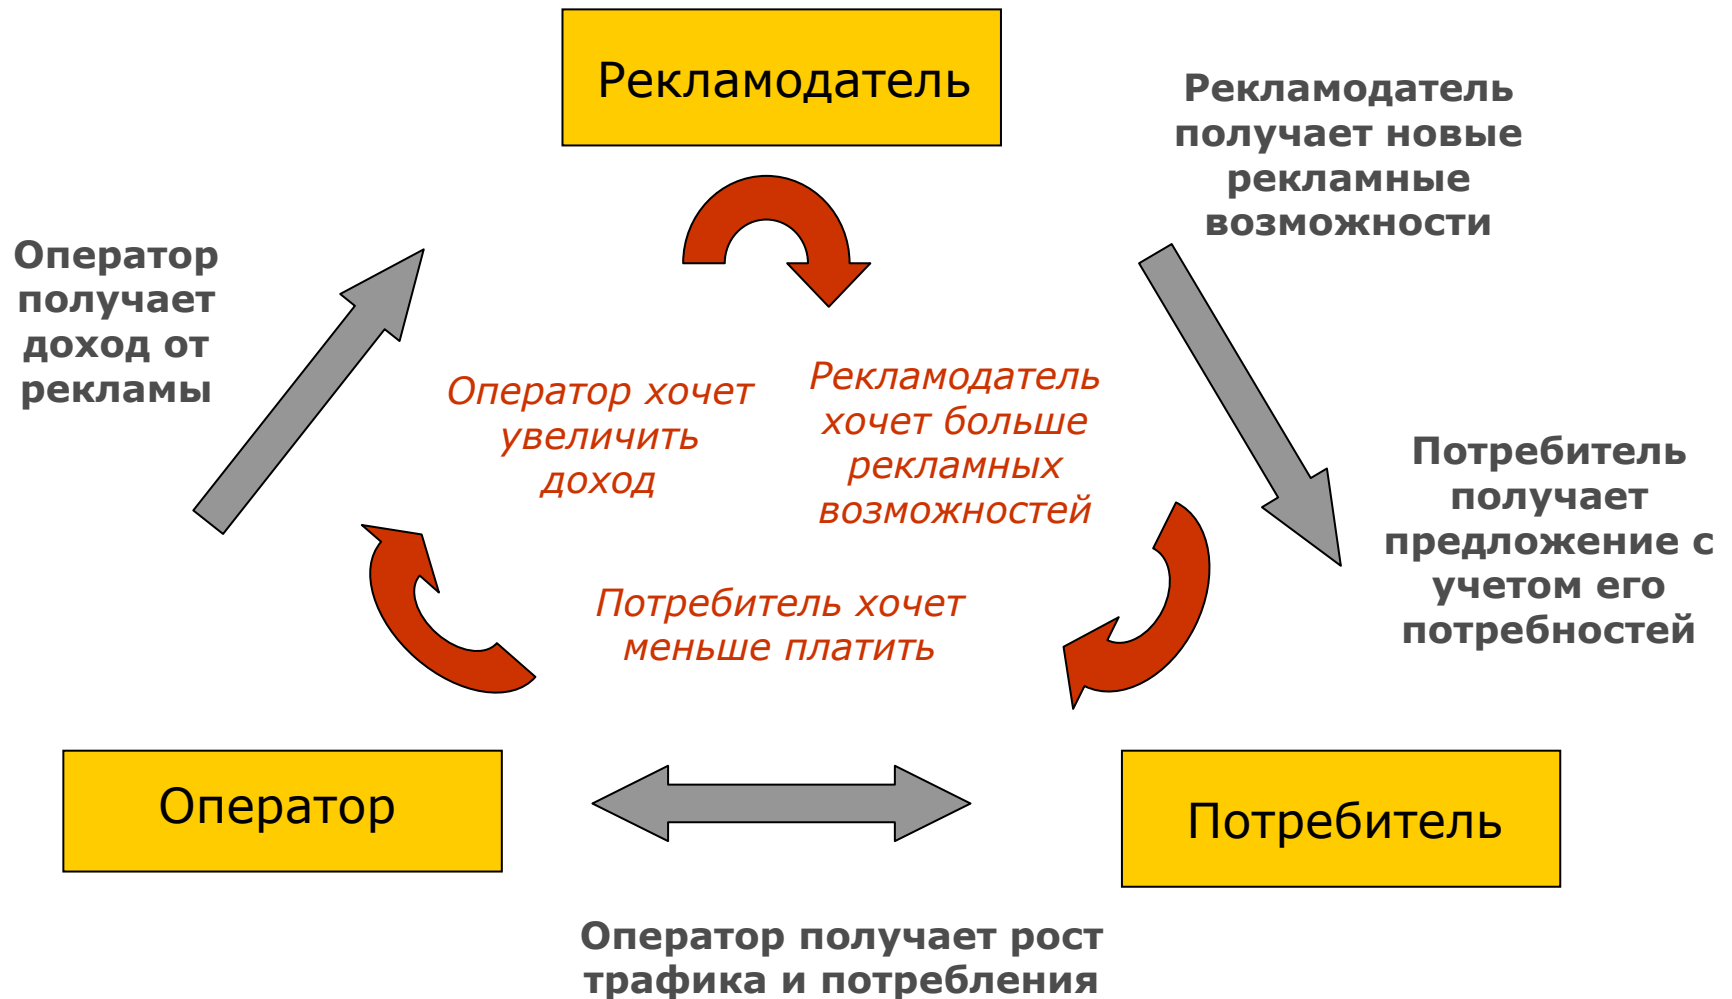 Рекламодатель
Рекламодатель
получает новые
рекламные
возможности
Оператор
получает
доход от
рекламы
Оператор хочет
увеличить
доход
Рекламодатель
хочет больше
рекламных
возможностей
Потребитель
получает
предложение с
учетом его
потребностей
Потребитель хочет
меньше платить
Оператор
Потребитель
Оператор получает рост
трафика и потребления